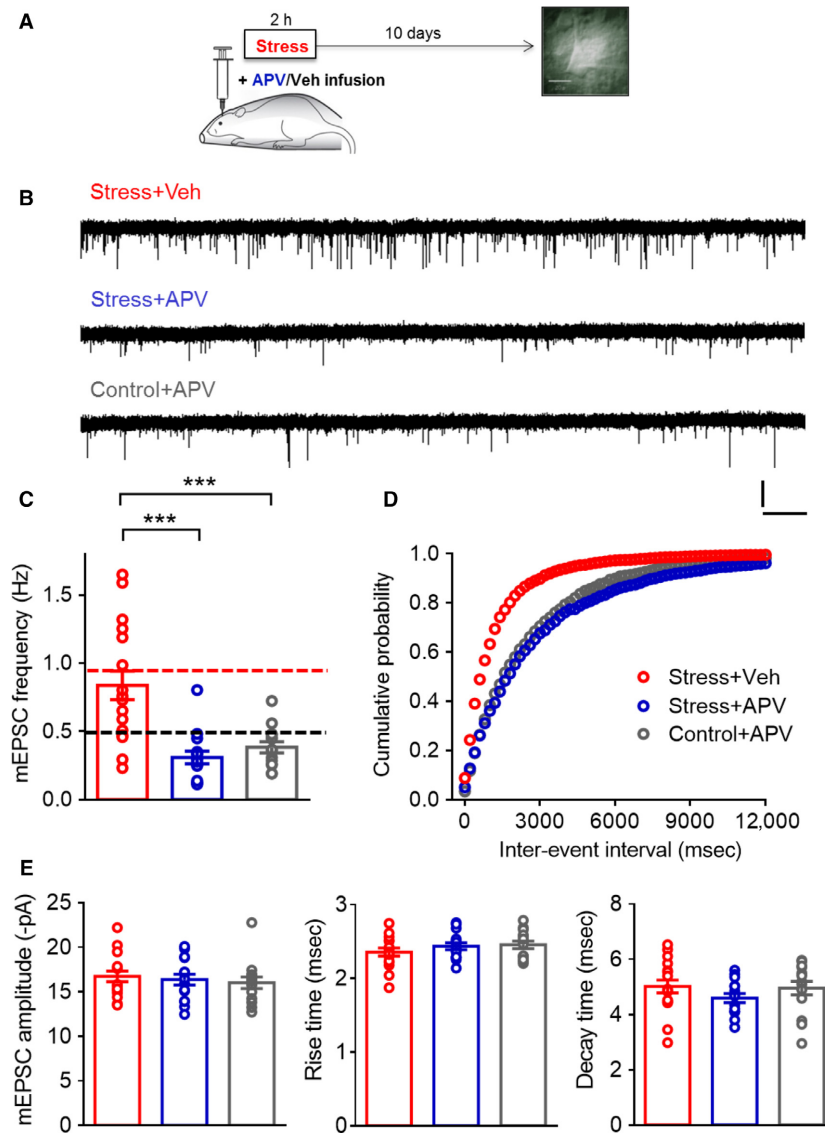 A
2 h
Stress
10 days
+ APV/Veh infusion
B
Stress+Veh
Stress+APV
Control+APV
C
***
***
mEPSC frequency (Hz)
1.5
1.0
0.5
0.0
D
Cumulative probability
1.0
0.8
0.6
0.4
0.2
0.0
Stress+Veh
Stress+APV
Control+APV
0 3000 6000 9000 12,000
Inter-event interval (msec)
E
mEPSC amplitude (-pA)
25
20
15
10
5
0
Rise time (msec)
3
2
1
0
Decay time (msec)
8
6
4
2
0